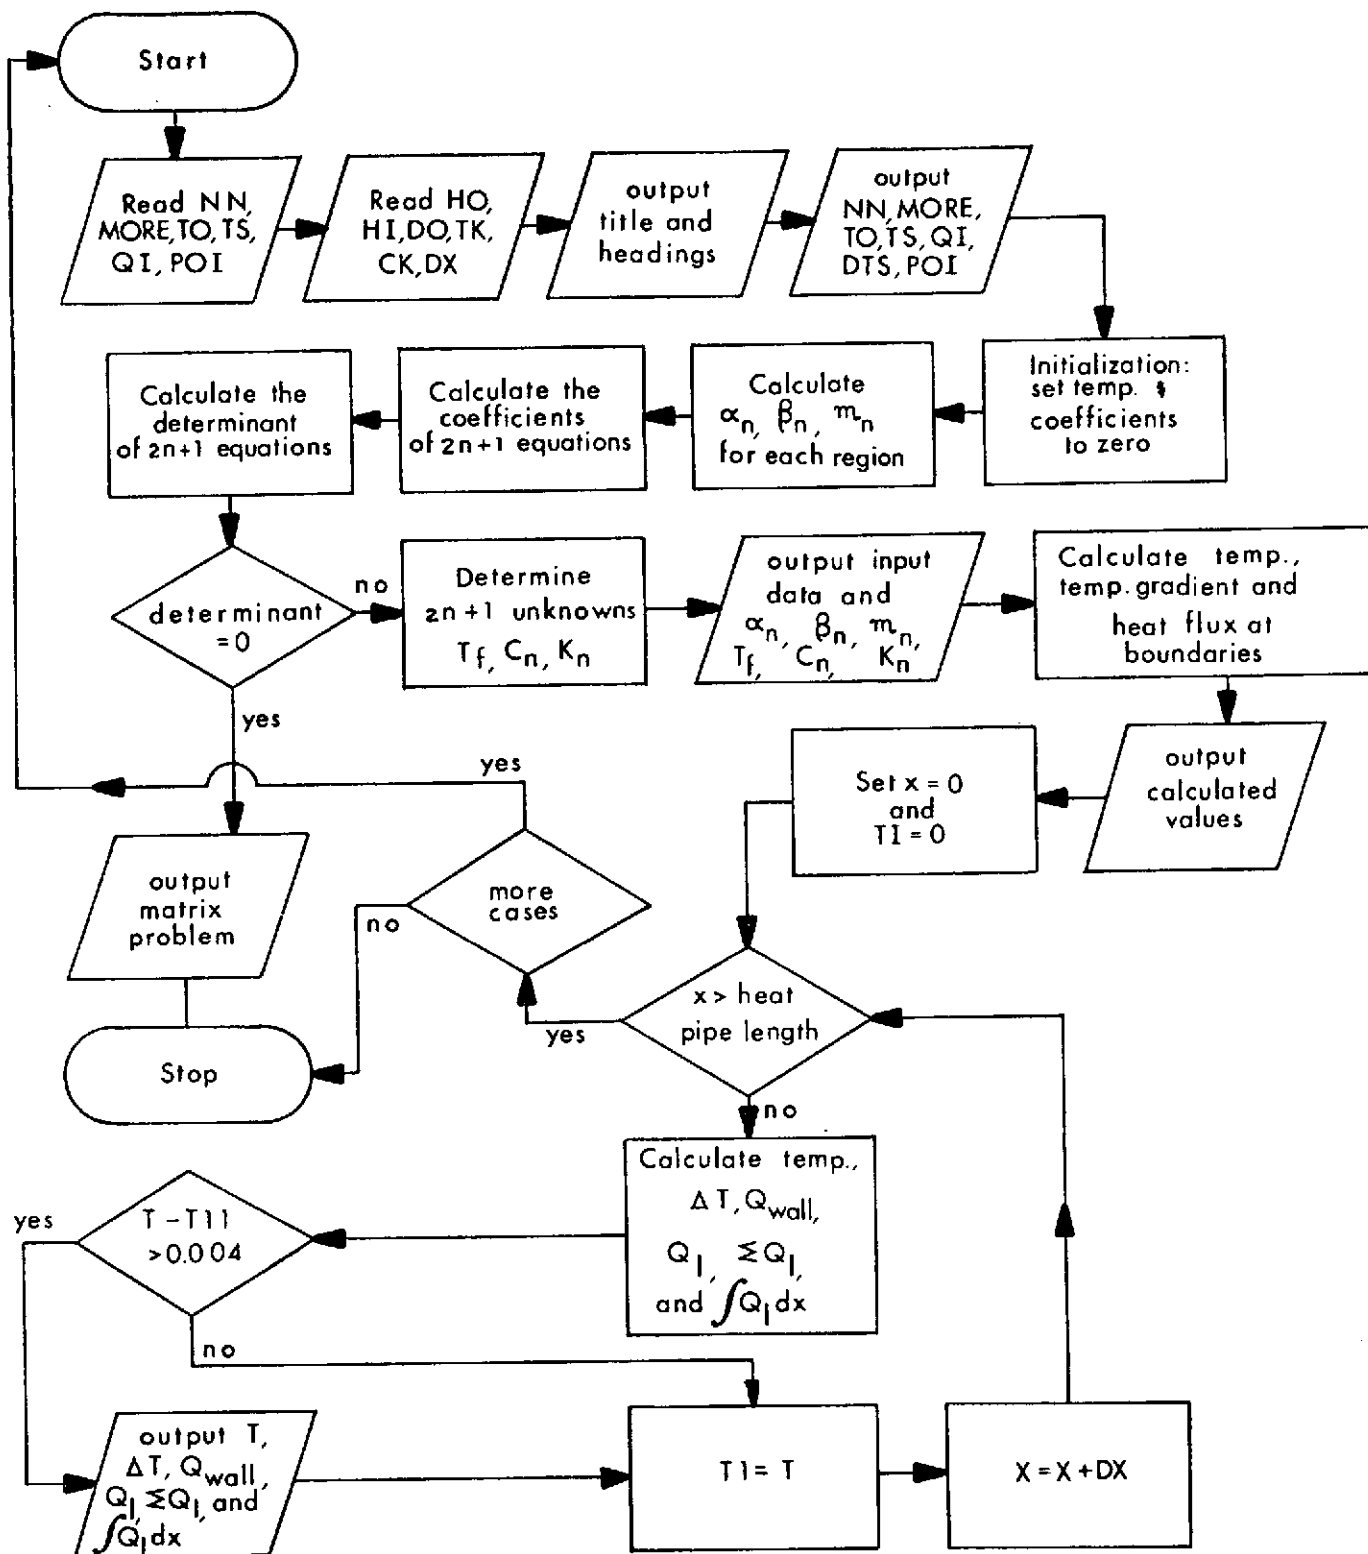 Start
Read NN,
MORE, TO, TS,
QI, POI
Read HO,
HI, DO, TK,
CK, DX
output
title and
headings
output
NN, MORE,
TO, TS, QI,
DTS, POI
Initialization:
set temp. $
coefficients
to zero
Calculate
αn, βn, mn
for each region
Calculate the
coefficients
of 2n+1 equations
Calculate the
determinant
of 2n+1 equations
determinant
=0
no
yes
Determine
2n+1 unknowns
Tf, Cn, Kn
output input
data and
αn, βn, mn,
Tf, Cn, Kn
Calculate temp.,
temp. gradient and
heat flux at
boundaries
output
calculated
values
Set x = 0
and
TI = 0
x > heat
pipe length
yes
no
more
cases
yes
no
output
matrix
problem
Stop
Calculate temp.,
ΔT, Qwall,
Ql, ΣQl,
and ∫Ql dx
T – T11
>0.004
yes
no
output T,
ΔT, Qwall,
Ql, ΣQl, and
∫Ql dx
T1 = T
X = X + DX